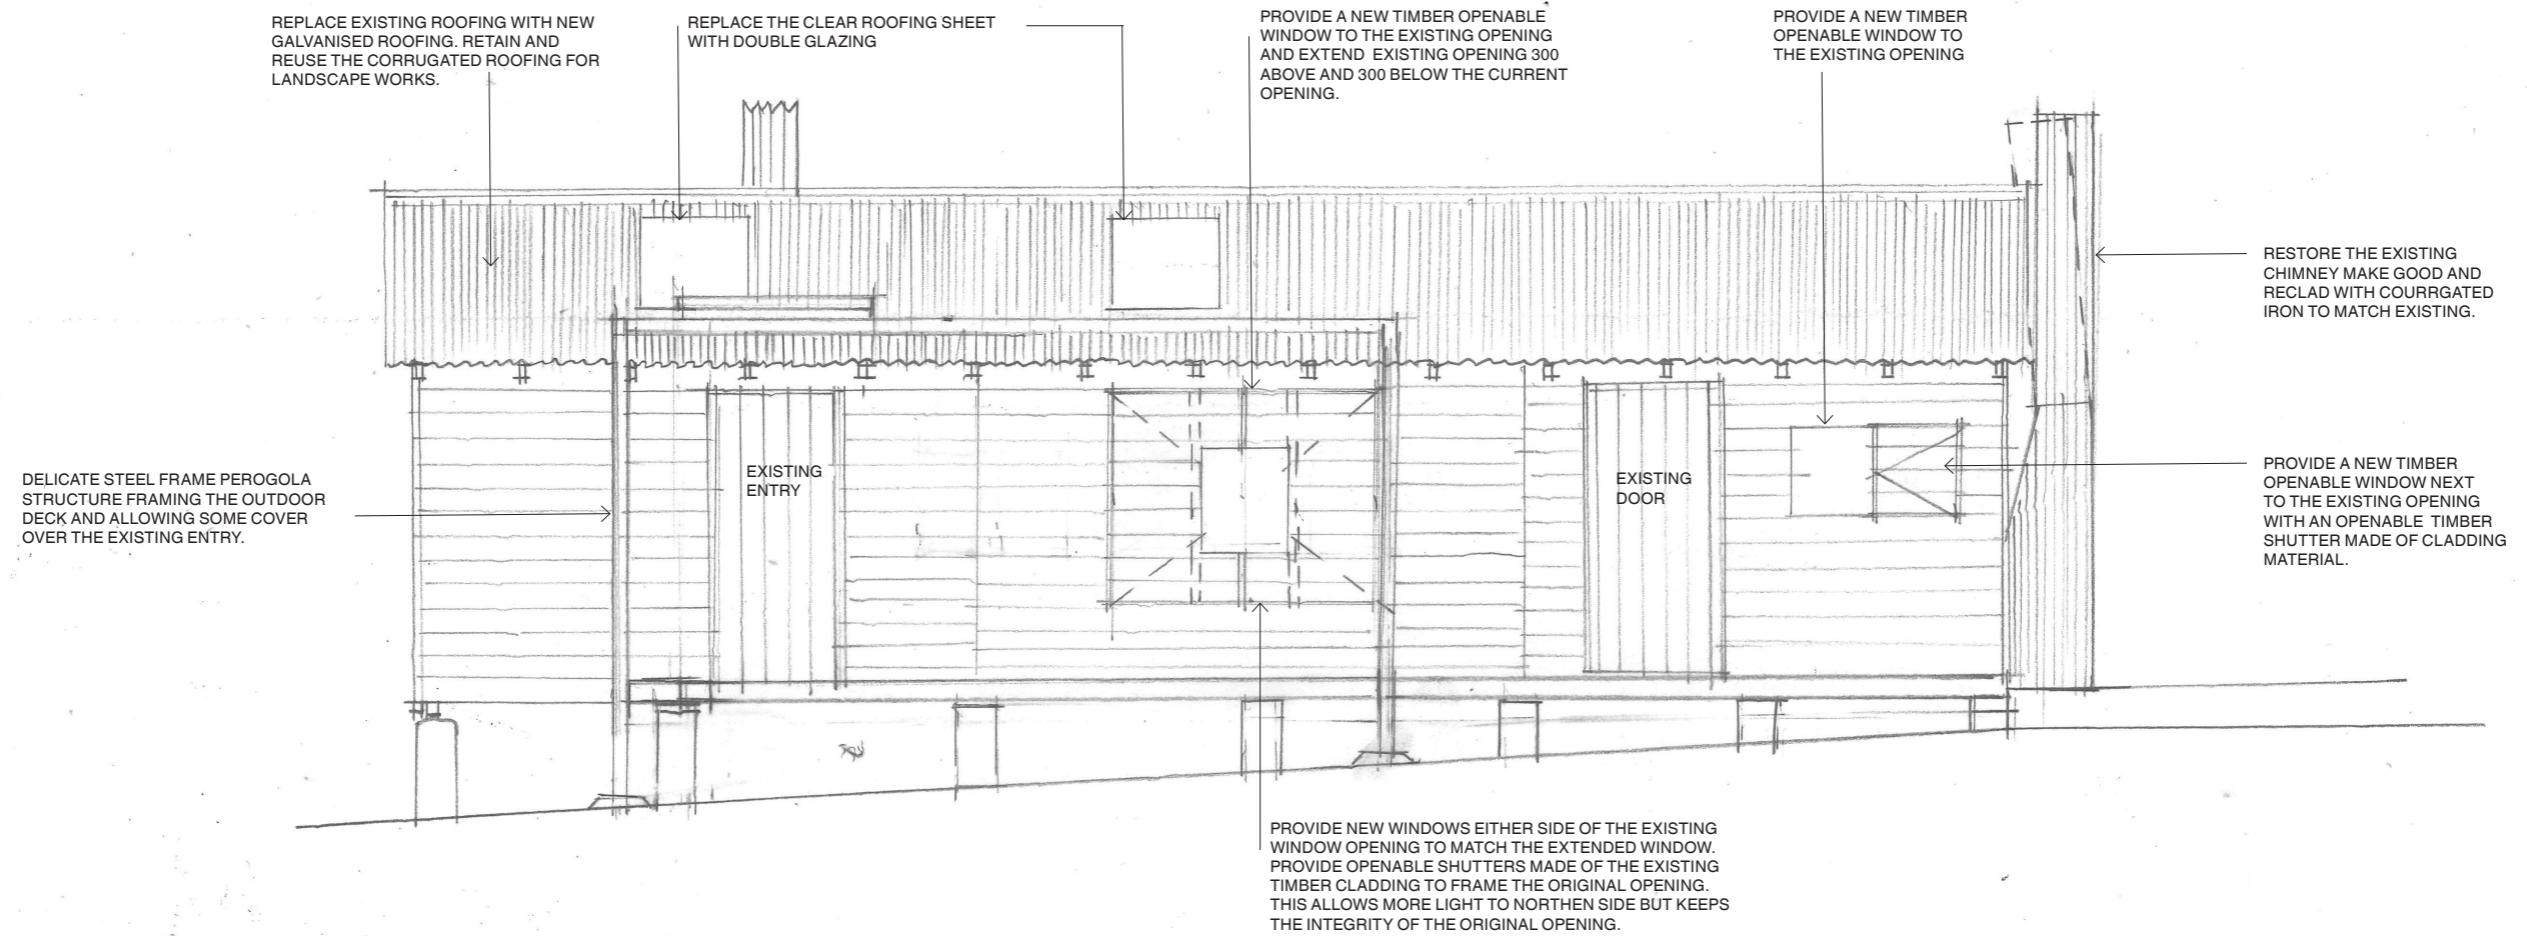 REPLACE EXISTING ROOFING WITH NEW
GALVANISED ROOFING. RETAIN AND
REUSE THE CORRUGATED ROOFING FOR
LANDSCAPE WORKS.
REPLACE THE CLEAR ROOFING SHEET
WITH DOUBLE GLAZING
PROVIDE A NEW TIMBER OPENABLE
WINDOW TO THE EXISTING OPENING
AND EXTEND EXISTING OPENING 300
ABOVE AND 300 BELOW THE CURRENT
OPENING.
PROVIDE A NEW TIMBER
OPENABLE WINDOW TO
THE EXISTING OPENING
RESTORE THE EXISTING
CHIMNEY MAKE GOOD AND
RECLAD WITH COURRGATED
IRON TO MATCH EXISTING.
DELICATE STEEL FRAME PEROGOLA
STRUCTURE FRAMING THE OUTDOOR
DECK AND ALLOWING SOME COVER
OVER THE EXISTING ENTRY.
EXISTING
ENTRY
EXISTING
DOOR
PROVIDE A NEW TIMBER
OPENABLE WINDOW NEXT
TO THE EXISTING OPENING
WITH AN OPENABLE TIMBER
SHUTTER MADE OF CLADDING
MATERIAL.
PROVIDE NEW WINDOWS EITHER SIDE OF THE EXISTING
WINDOW OPENING TO MATCH THE EXTENDED WINDOW.
PROVIDE OPENABLE SHUTTERS MADE OF THE EXISTING
TIMBER CLADDING TO FRAME THE ORIGINAL OPENING.
THIS ALLOWS MORE LIGHT TO NORTHEN SIDE BUT KEEPS
THE INTEGRITY OF THE ORIGINAL OPENING.